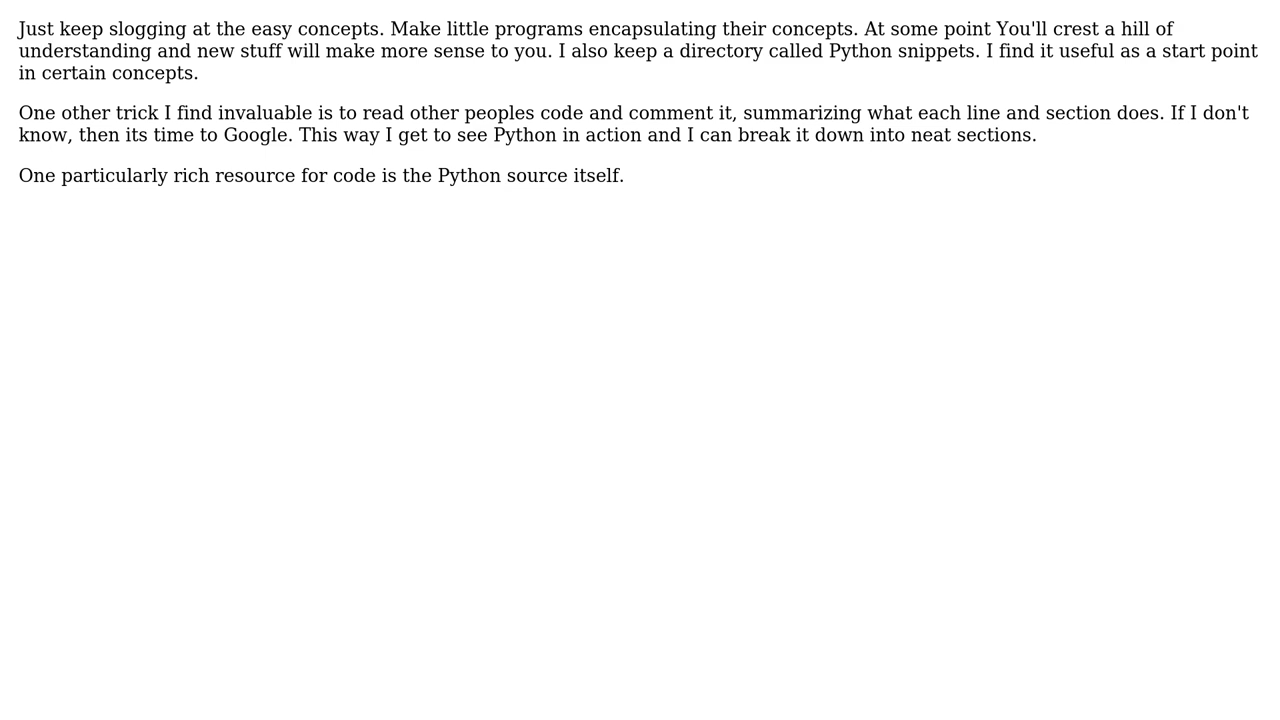 Just keep slogging at the easy concepts. Make little programs encapsulating their concepts. At some point You'll crest a hill of
understanding and new stuff will make more sense to you. I also keep a directory called Python snippets. I find it useful as a start point
in certain concepts.
One other trick I find invaluable is to read other peoples code and comment it, summarizing what each line and section does. If I don't
know, then its time to Google. This way I get to see Python in action and I can break it down into neat sections.
One particularly rich resource for code is the Python source itself.